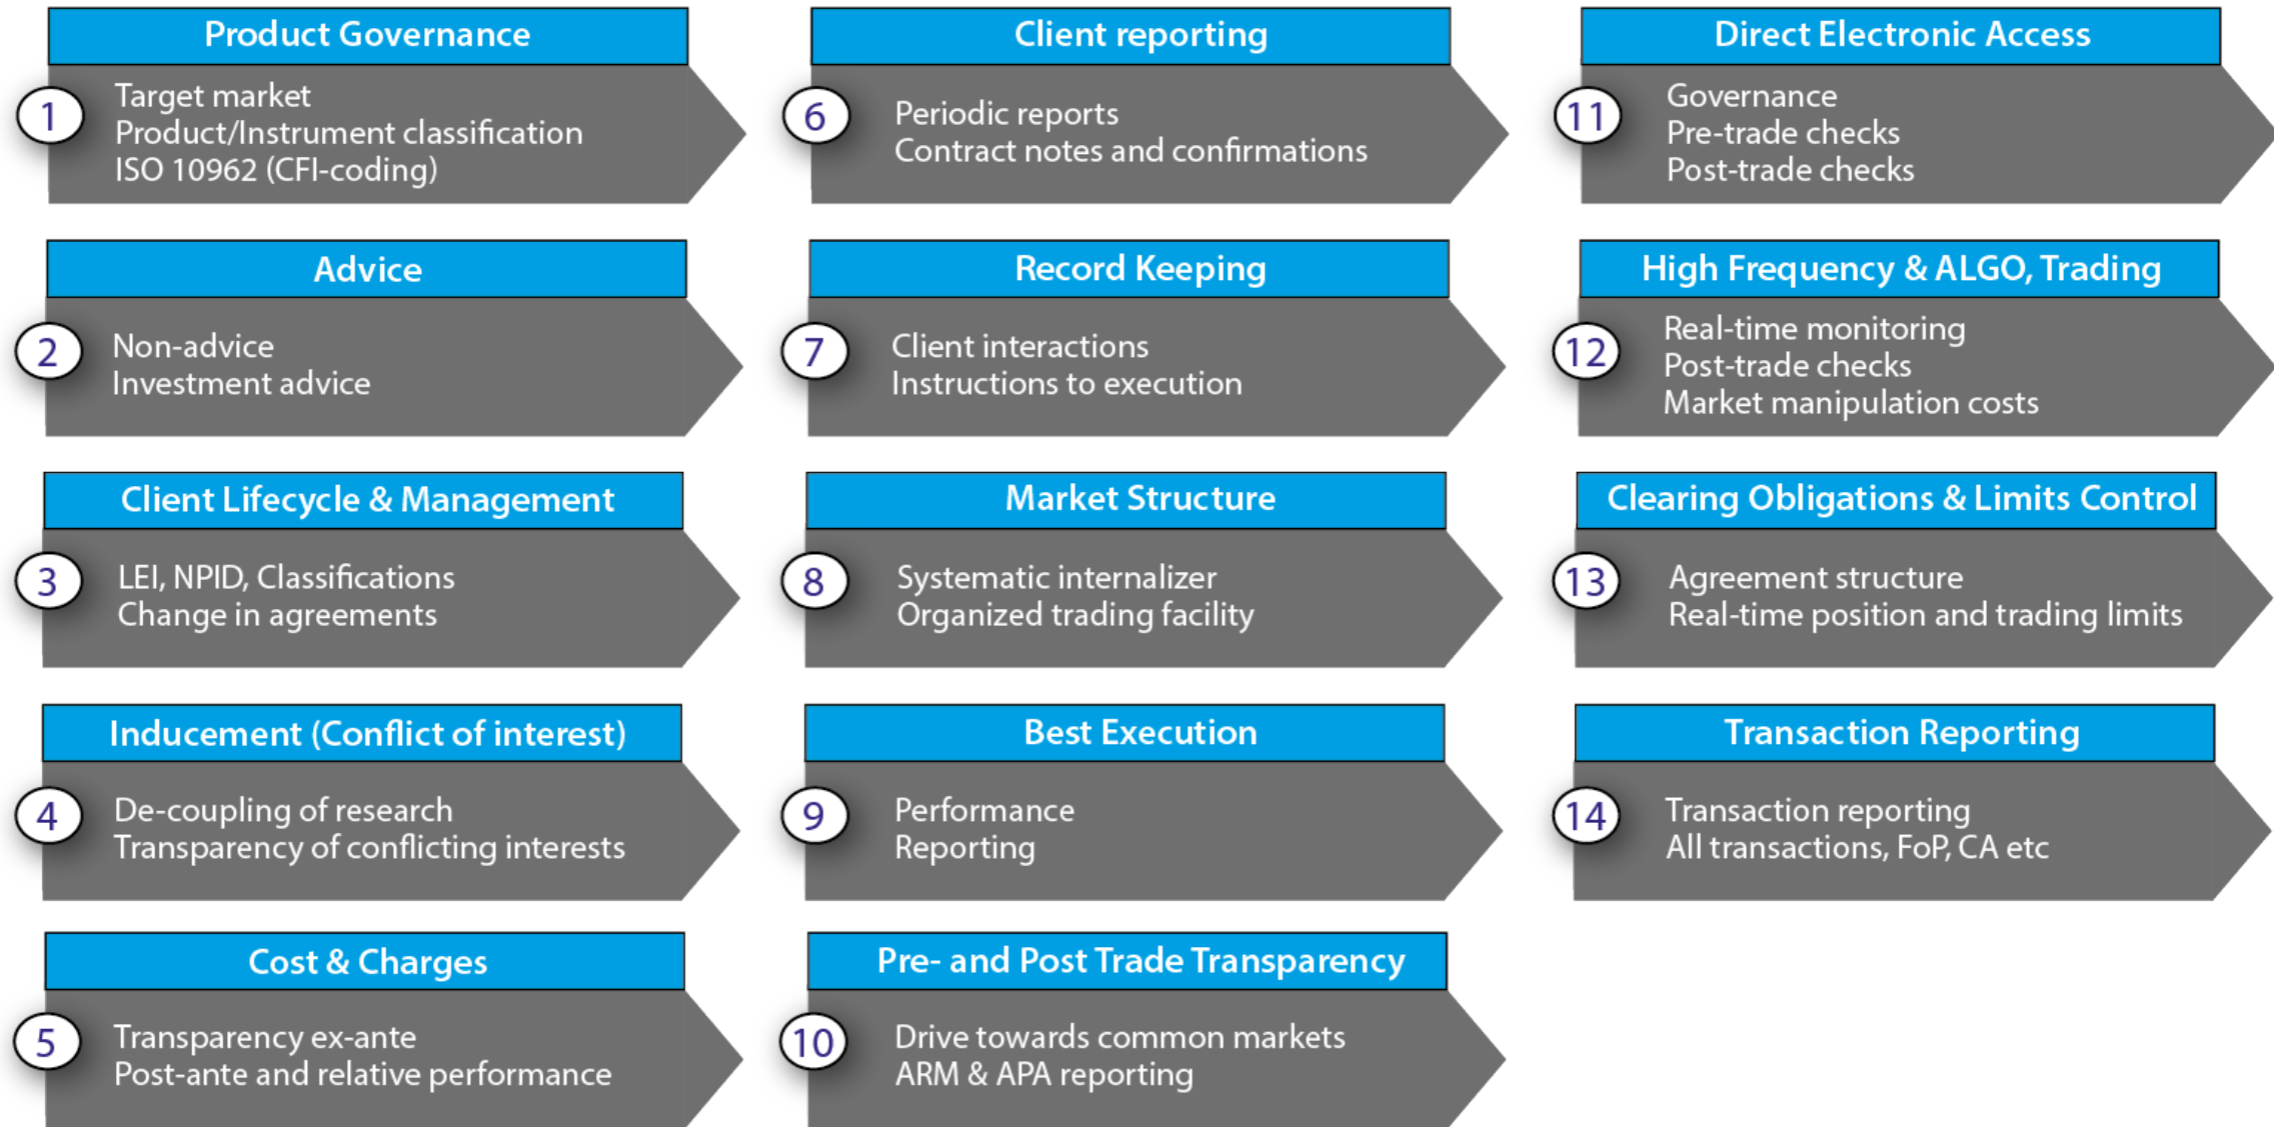 Product Governance
1
Target market
Product/Instrument classification
ISO 10962 (CFI-coding)
Advice
2
Non-advice
Investment advice
Client Lifecycle & Management
3
LEI, NPID, Classifications
Change in agreements
Inducement (Conflict of interest)
4
De-coupling of research
Transparency of conflicting interests
Cost & Charges
5
Transparency ex-ante
Post-ante and relative performance
Client reporting
6
Periodic reports
Contract notes and confirmations
Record Keeping
7
Client interactions
Instructions to execution
Market Structure
8
Systematic internalizer
Organized trading facility
Best Execution
9
Performance
Reporting
Pre- and Post Trade Transparency
10
Drive towards common markets
ARM & APA reporting
Direct Electronic Access
11
Governance
Pre-trade checks
Post-trade checks
High Frequency & ALGO, Trading
12
Real-time monitoring
Post-trade checks
Market manipulation costs
Clearing Obligations & Limits Control
13
Agreement structure
Real-time position and trading limits
Transaction Reporting
14
Transaction reporting
All transactions, FoP, CA etc